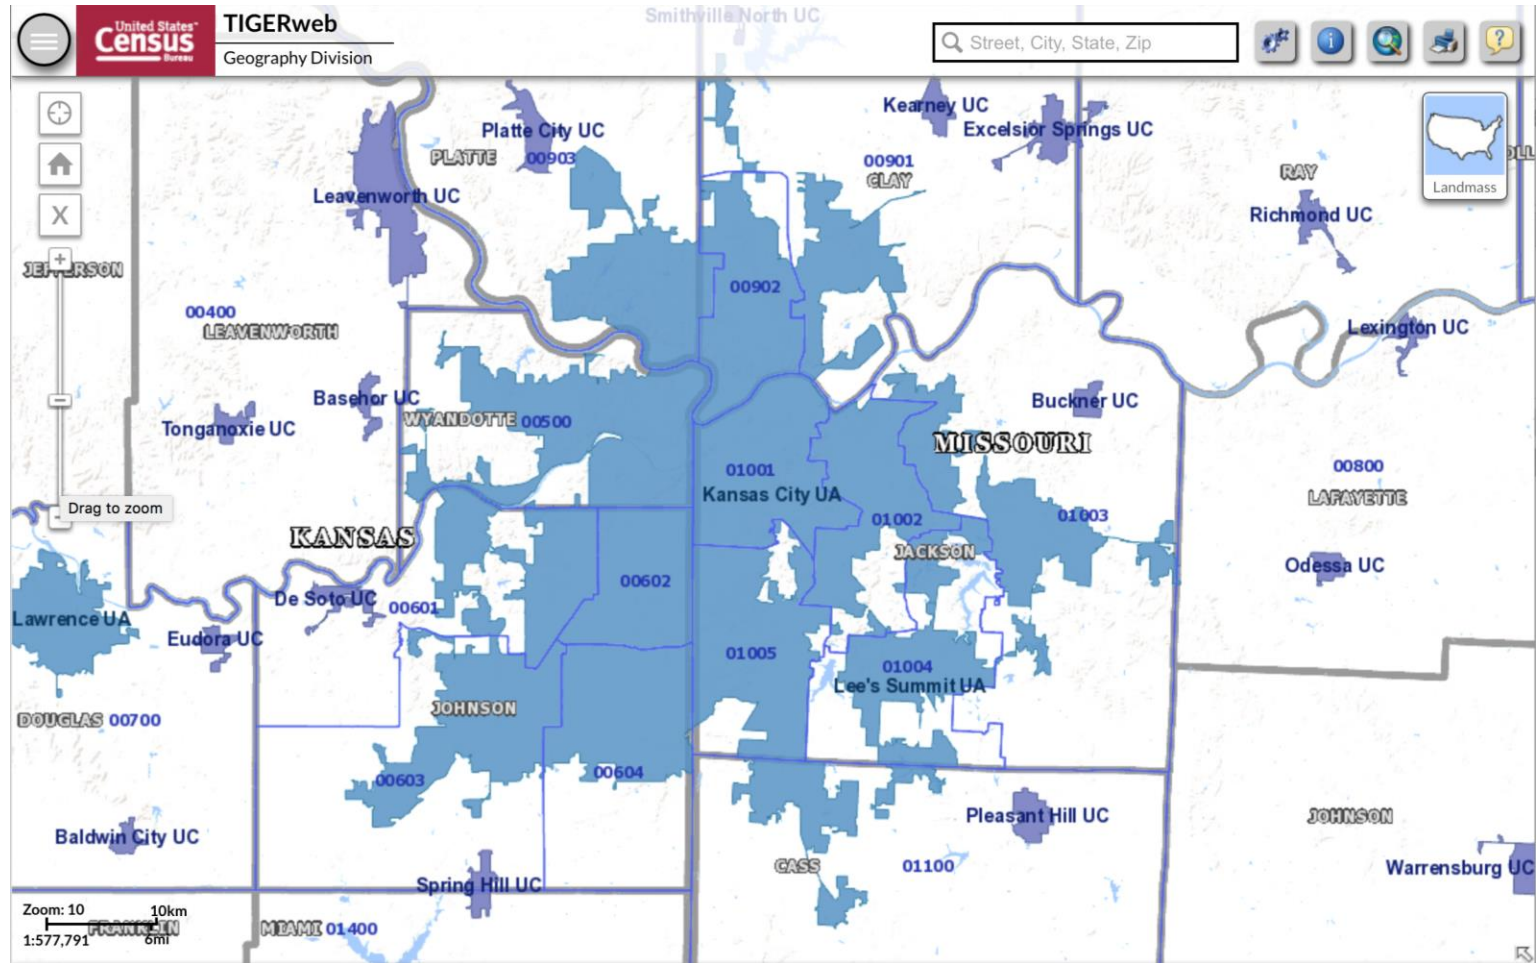 Smithville North UC
United States™
Census
Bureau
TIGERweb
Geography Division
Street, City, State, Zip
Kearney UC
Platte City UC
Excelsior Springs UC
PLATTE
00903
00901
CLAY
RAY
Landmass
Leavenworth UC
Richmond UC
JEFFERSON
00902
00400
LEAVENWORTH
Lexington UC
Basehor UC
Buckner UC
WYANDOTTE 00500
Tonganoxie UC
MISSOURI
01001
00800
Kansas City UA
LAFAYETTE
Drag to zoom
01002
01003
KANSAS
JACKSON
Odessa UC
00602
De Soto UC
00601
Lawrence UA
Eudora UC
01005
01004
Lee's Summit UA
JOHNSON
DOUGLAS 00700
00603
00604
Pleasant Hill UC
JOHNSON
Baldwin City UC
CASS
01100
Warrensburg UC
Spring Hill UC
Zoom: 10
10km
FRANKLIN
MIAMI 01400
1:577,791
6mi